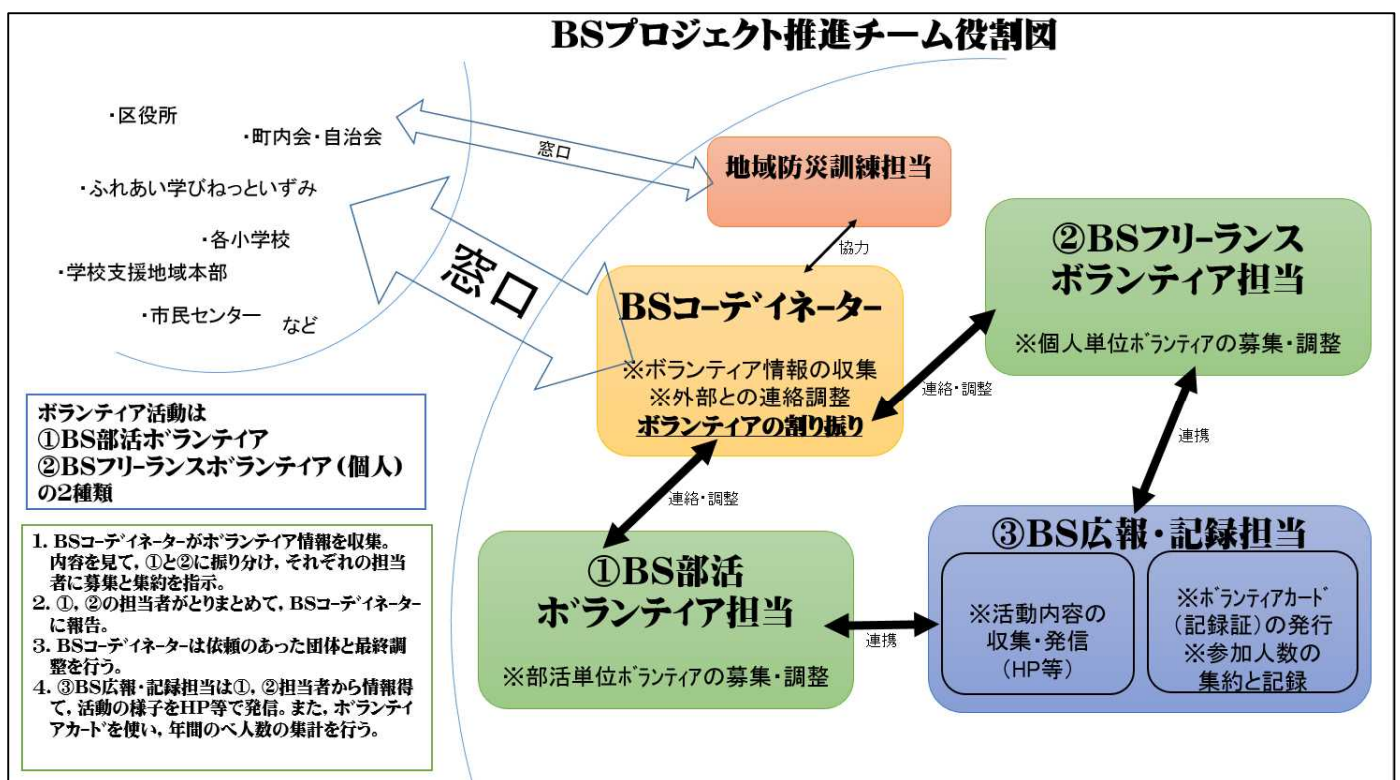 BSプロジェクト推進チーム役割図
・区役所
・町内会・自治会
・ふれあい学びねっといずみ
・各小学校
・学校支援地域本部
・市民センター など
窓口
窓口
地域防災訓練担当
協力
BSコーディネーター
※ボランティア情報の収集
※外部との連絡調整
ボランティアの割り振り
連絡・調整
②BSフリーランス
ボランティア担当
※個人単位ボランティアの募集・調整
連携
連絡・調整
①BS部活
ボランティア担当
※部活単位ボランティアの募集・調整
連携
③BS広報・記録担当
※活動内容の
収集・発信
(HP等)
※ボランティアカード
(記録証)の発行
※参加人数の
集約と記録
ボランティア活動は
①BS部活ボランテイア
②BSフリーランスボランテイア(個人)
の2種類
1. BSコーデイネーターがボランティア情報を収集。
内容を見て,①と②に振り分け,それぞれの担当
者に募集と集約を指示。
2. ①,②の担当者がとりまとめて,BSコーデイネーター
に報告。
3. BSコーデイネーターは依頼のあった団体と最終調
整を行う。
4. ③BS広報・記録担当は①,②担当者から情報得
て,活動の様子をHP等で発信。また,ボランティ
アカードを使い,年間のべ人数の集計を行う。